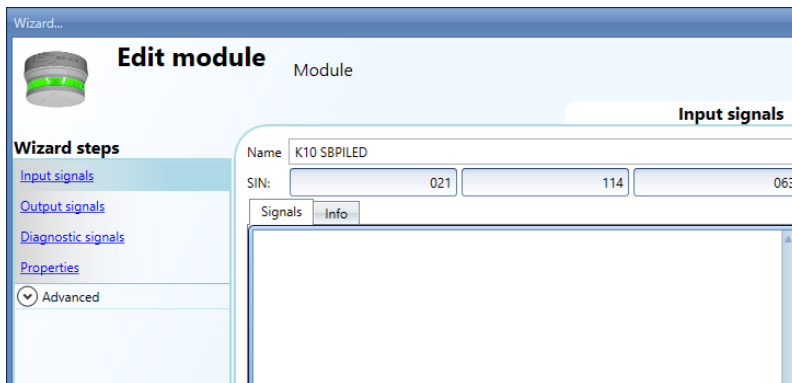 Wizard...
Edit module
Module
Input signals
Wizard steps
Input signals
Output signals
Diagnostic signals
Properties
Advanced
Name K10 SBPILED
SIN: 021 114 063
Signals Info